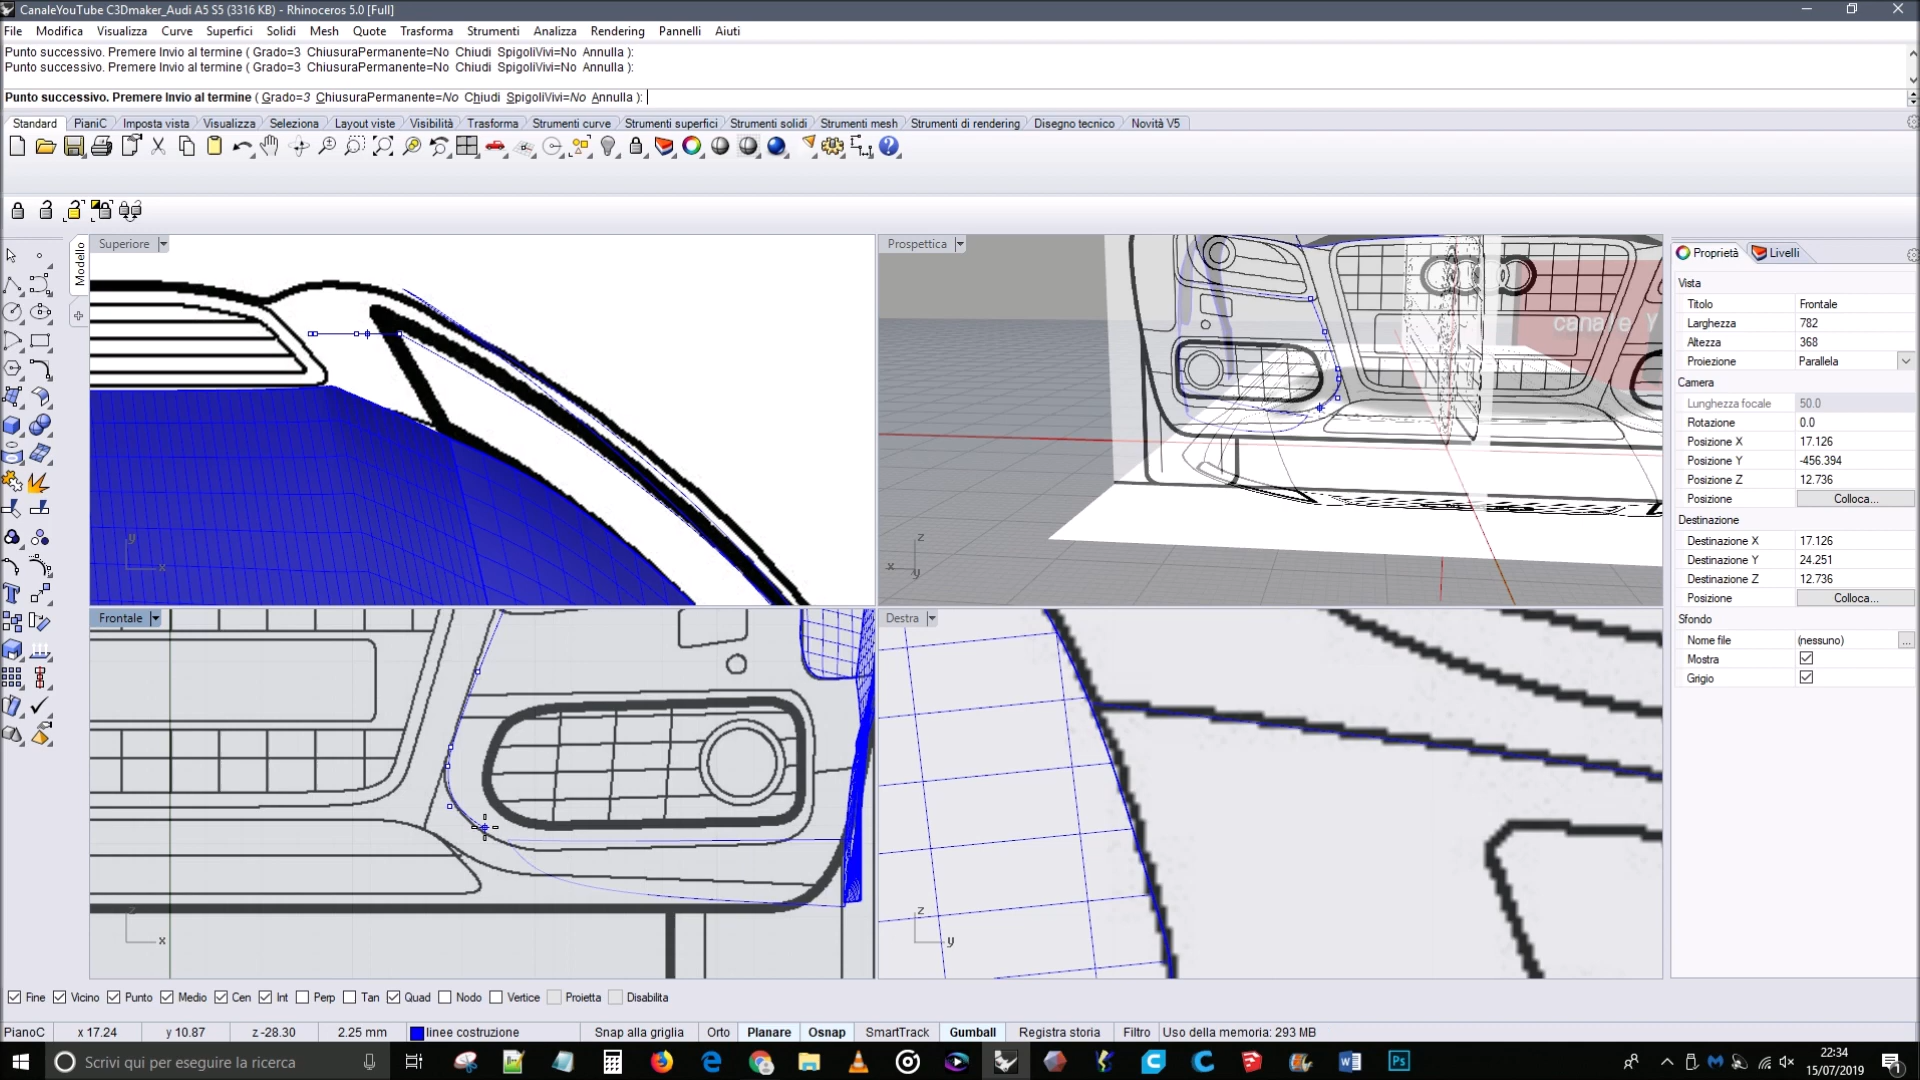 CanaleYouTube C3Dmaker_Audi A5 S5 (3316 KB) - Rhinoceros 5.0 [Full]
File Modifica Visualizza Curve Superfici Solidi Mesh Quote Trasforma Strumenti Analizza Rendering Pannelli Aiuti
Punto successivo. Premere Invio al termine ( Grado=3 ChiusuraPermanente=No Chiudi SpigoliVivi=No Annulla ):
Punto successivo. Premere Invio al termine ( Grado=3 ChiusuraPermanente=No Chiudi SpigoliVivi=No Annulla ):
Punto successivo. Premere Invio al termine ( Grado=3 ChiusuraPermanente=No Chiudi SpigoliVivi=No Annulla ):
Standard PianiC Imposta vista Visualizza Seleziona Layout viste Visibilità Trasforma Strumenti curve Strumenti superfici Strumenti solidi Strumenti mesh Strumenti di rendering Disegno tecnico Novità V5
Modello
Superiore
y
x
Prospettica
canale Y
z
x
y
Frontale
z
x
Destra
z
y
Proprietà Livelli
Vista
Titolo Frontale
Larghezza 782
Altezza 368
Proiezione Parallela
Camera
Lunghezza focale 50.0
Rotazione 0.0
Posizione X 17.126
Posizione Y -456.394
Posizione Z 12.736
Posizione Colloca...
Destinazione
Destinazione X 17.126
Destinazione Y 24.251
Destinazione Z 12.736
Posizione Colloca...
Sfondo
Nome file (nessuno) ...
Mostra
Grigio
Fine Vicino Punto Medio Cen Int Perp Tan Quad Nodo Vertice Proietta Disabilita
PianoC x 17.24 y 10.87 z -28.30 2.25 mm linee costruzione Snap alla griglia Orto Planare Osnap SmartTrack Gumball Registra storia Filtro Uso della memoria: 293 MB
Scrivi qui per eseguire la ricerca
W
Ps
22:34
15/07/2019
1